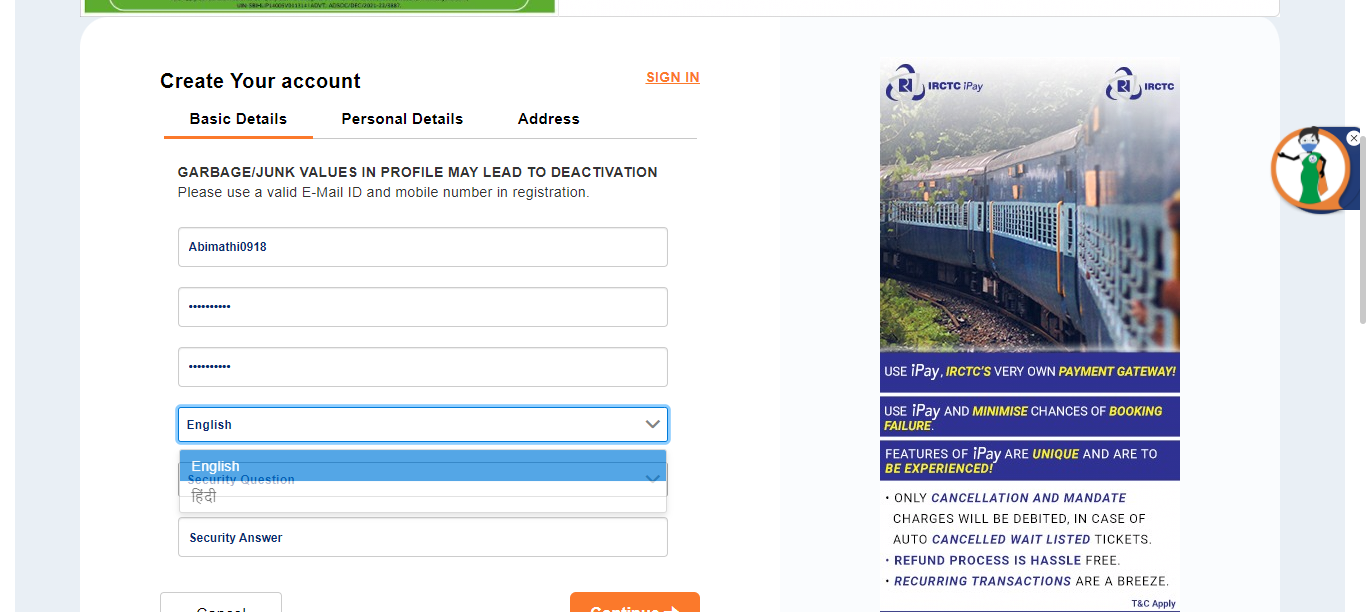 Create Your account
SIGN IN
Basic Details
Personal Details
Address
GARBAGE/JUNK VALUES IN PROFILE MAY LEAD TO DEACTIVATION
Please use a valid E-Mail ID and mobile number in registration.
Abimathi0918
••••••••••
••••••••••
English
English
Security Question
हिंदी
Security Answer
Cancel
Continue
IRCTC iPay
IRCTC
USE iPay, IRCTC'S VERY OWN PAYMENT GATEWAY!
USE iPay AND MINIMISE CHANCES OF BOOKING
FAILURE.
FEATURES OF iPay ARE UNIQUE AND ARE TO
BE EXPERIENCED!
• ONLY CANCELLATION AND MANDATE
CHARGES WILL BE DEBITED, IN CASE OF
AUTO CANCELLED WAIT LISTED TICKETS.
• REFUND PROCESS IS HASSLE FREE.
• RECURRING TRANSACTIONS ARE A BREEZE.
T&C Apply